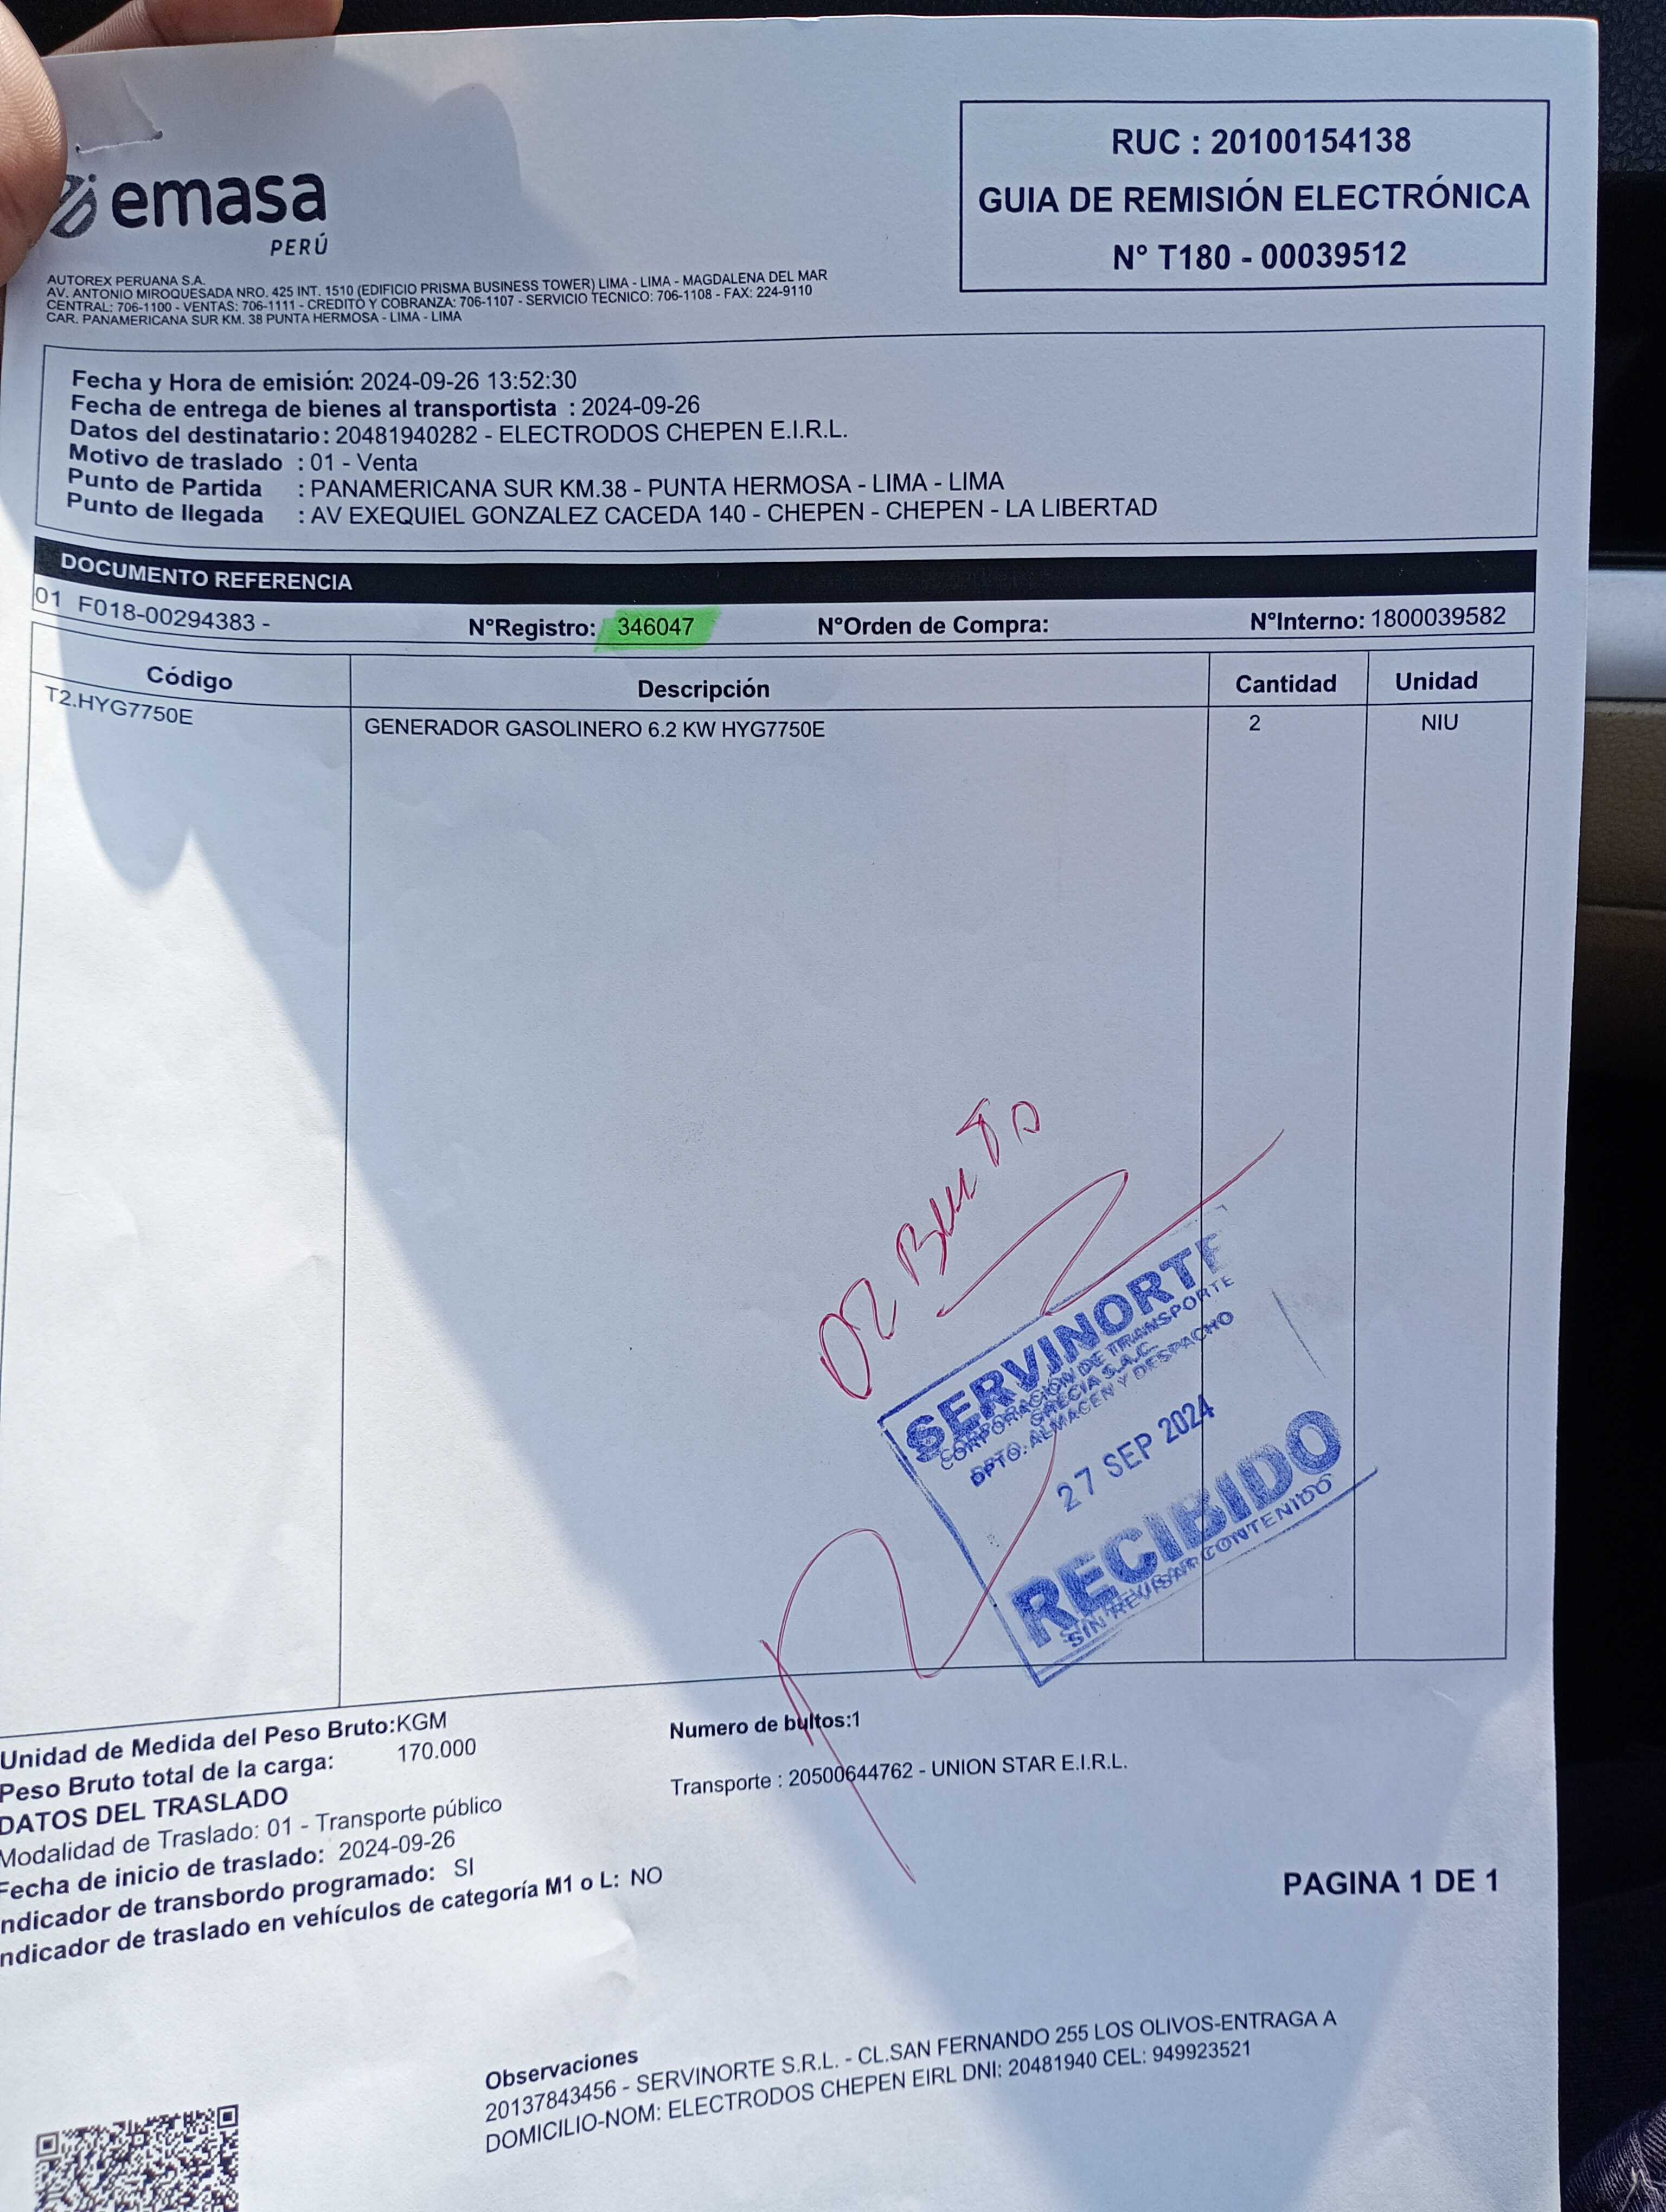 emasa
PERÚ
RUC : 20100154138
GUIA DE REMISIÓN ELECTRÓNICA
N° T180 - 00039512
AUTOREX PERUANA S.A.
AV. ANTONIO MIROQUESADA NRO. 425 INT. 1510 (EDIFICIO PRISMA BUSINESS TOWER) LIMA - LIMA - MAGDALENA DEL MAR
CENTRAL: 706-1100 - VENTAS: 706-1111 - CREDITO Y COBRANZA: 706-1107 - SERVICIO TECNICO: 706-1108 - FAX: 224-9110
CAR. PANAMERICANA SUR KM. 38 PUNTA HERMOSA - LIMA - LIMA
Fecha y Hora de emisión: 2024-09-26 13:52:30
Fecha de entrega de bienes al transportista : 2024-09-26
Datos del destinatario: 20481940282 - ELECTRODOS CHEPEN E.I.R.L.
Motivo de traslado : 01 - Venta
Punto de Partida : PANAMERICANA SUR KM.38 - PUNTA HERMOSA - LIMA - LIMA
Punto de llegada : AV EXEQUIEL GONZALEZ CACEDA 140 - CHEPEN - CHEPEN - LA LIBERTAD
DOCUMENTO REFERENCIA
01 F018-00294383 - N°Registro: 346047 N°Orden de Compra: N°Interno: 1800039582
Código Descripción Cantidad Unidad
T2.HYG7750E GENERADOR GASOLINERO 6.2 KW HYG7750E 2 NIU
02 Bulto
SERVINORTE
CORPORACIÓN DE TRANSPORTE
GRECIA S.A.C.
DPTO. ALMACEN Y DESPACHO
27 SEP 2024
RECIBIDO
SIN REVISAR CONTENIDO
Unidad de Medida del Peso Bruto:KGM Numero de bultos:1
Peso Bruto total de la carga: 170.000 Transporte : 20500644762 - UNION STAR E.I.R.L.
DATOS DEL TRASLADO
Modalidad de Traslado: 01 - Transporte público
Fecha de inicio de traslado: 2024-09-26
ndicador de transbordo programado: SI
ndicador de traslado en vehículos de categoría M1 o L: NO
PAGINA 1 DE 1
Observaciones
20137843456 - SERVINORTE S.R.L. - CL.SAN FERNANDO 255 LOS OLIVOS-ENTRAGA A
DOMICILIO-NOM: ELECTRODOS CHEPEN EIRL DNI: 20481940 CEL: 949923521